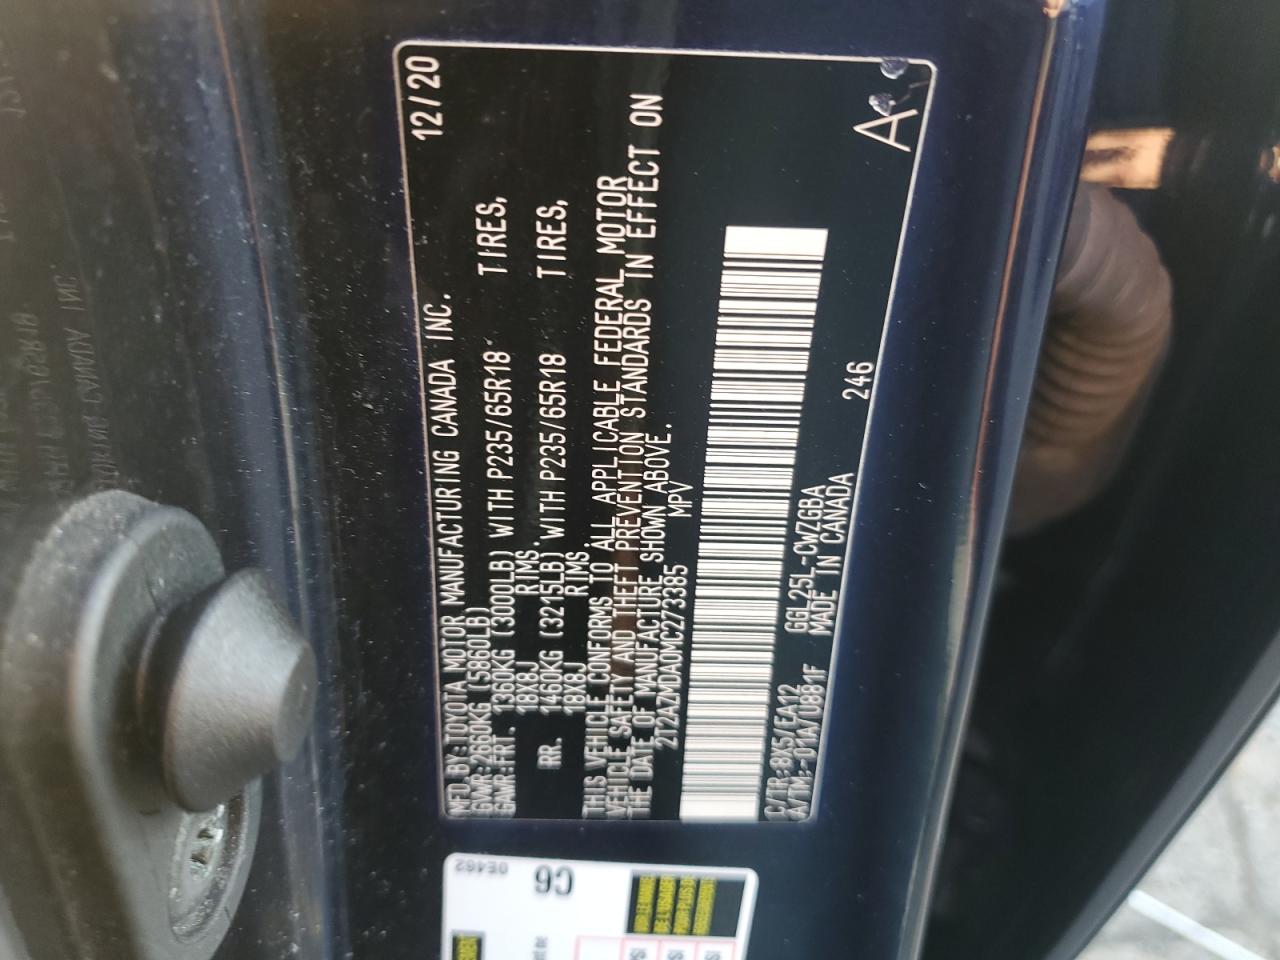 MFD. BY:TOYOTA MOTOR MANUFACTURING CANADA INC. 12/20
GVWR:2660KG (5860LB)
GAWR:FRT. 1360KG (3000LB) WITH P235/65R18 TIRES,
18X8J RIMS.
RR. 1460KG (3215LB) WITH P235/65R18 TIRES,
18X8J RIMS.
THIS VEHICLE CONFORMS TO ALL APPLICABLE FEDERAL MOTOR
VEHICLE SAFETY AND THEFT PREVENTION STANDARDS IN EFFECT ON
THE DATE OF MANUFACTURE SHOWN ABOVE.
2T2AZMDA0MC273385 MPV
C/TR:8X5/EA12 GGL25L-CWZGBA 246
A/TM:-01A/U881F MADE IN CANADA
A
0E462
C6